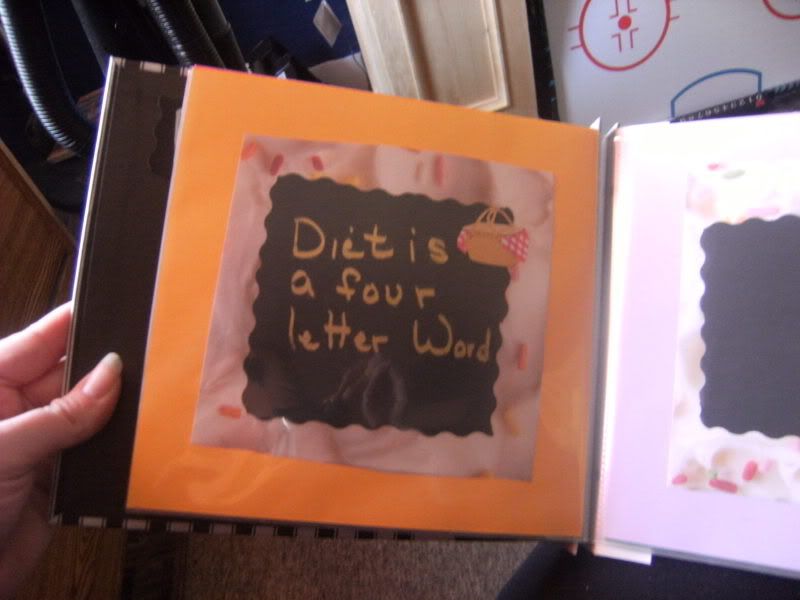 Diet is
a four
letter Word